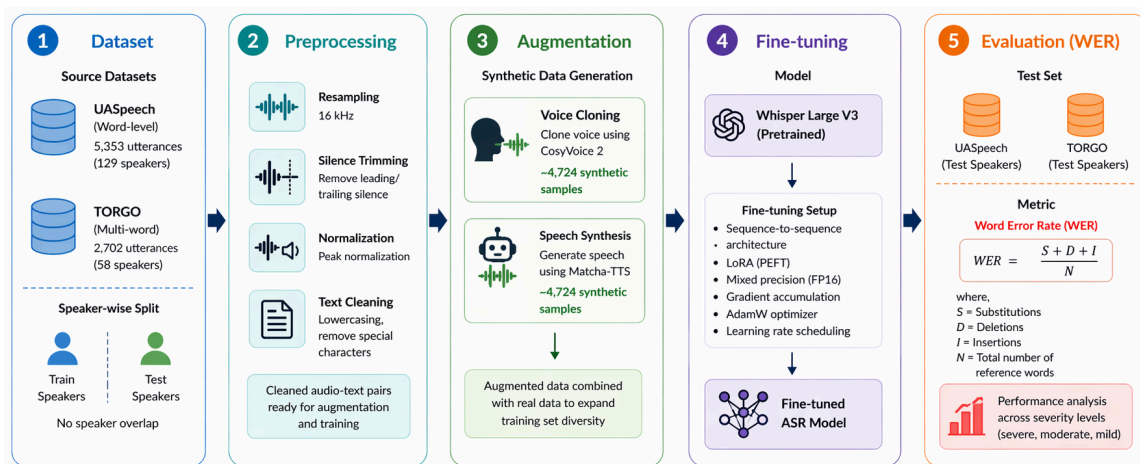 1 Dataset
Source Datasets
UASpeech
(Word-level)
5,353 utterances
(129 speakers)
TORGO
(Multi-word)
2,702 utterances
(58 speakers)
Speaker-wise Split
Train
Speakers
Test
Speakers
No speaker overlap
2 Preprocessing
Resampling
16 kHz
Silence Trimming
Remove leading/
trailing silence
Normalization
Peak normalization
Text Cleaning
Lowercasing,
remove special
characters
Cleaned audio-text pairs
ready for augmentation
and training
3 Augmentation
Synthetic Data Generation
Voice Cloning
Clone voice using
CosyVoice 2
~4,724 synthetic
samples
Speech Synthesis
Generate speech
using Matcha-TTS
~4,724 synthetic
samples
Augmented data combined
with real data to expand
training set diversity
4 Fine-tuning
Model
Whisper Large V3
(Pretrained)
Fine-tuning Setup
• Sequence-to-sequence
• architecture
• LoRA (PEFT)
• Mixed precision (FP16)
• Gradient accumulation
• AdamW optimizer
• Learning rate scheduling
Fine-tuned
ASR Model
5 Evaluation (WER)
Test Set
UASpeech
(Test Speakers)
TORGO
(Test Speakers)
Metric
Word Error Rate (WER)
WER = S + D + I
N
where,
S = Substitutions
D = Deletions
I = Insertions
N = Total number of
reference words
Performance analysis
across severity levels
(severe, moderate, mild)